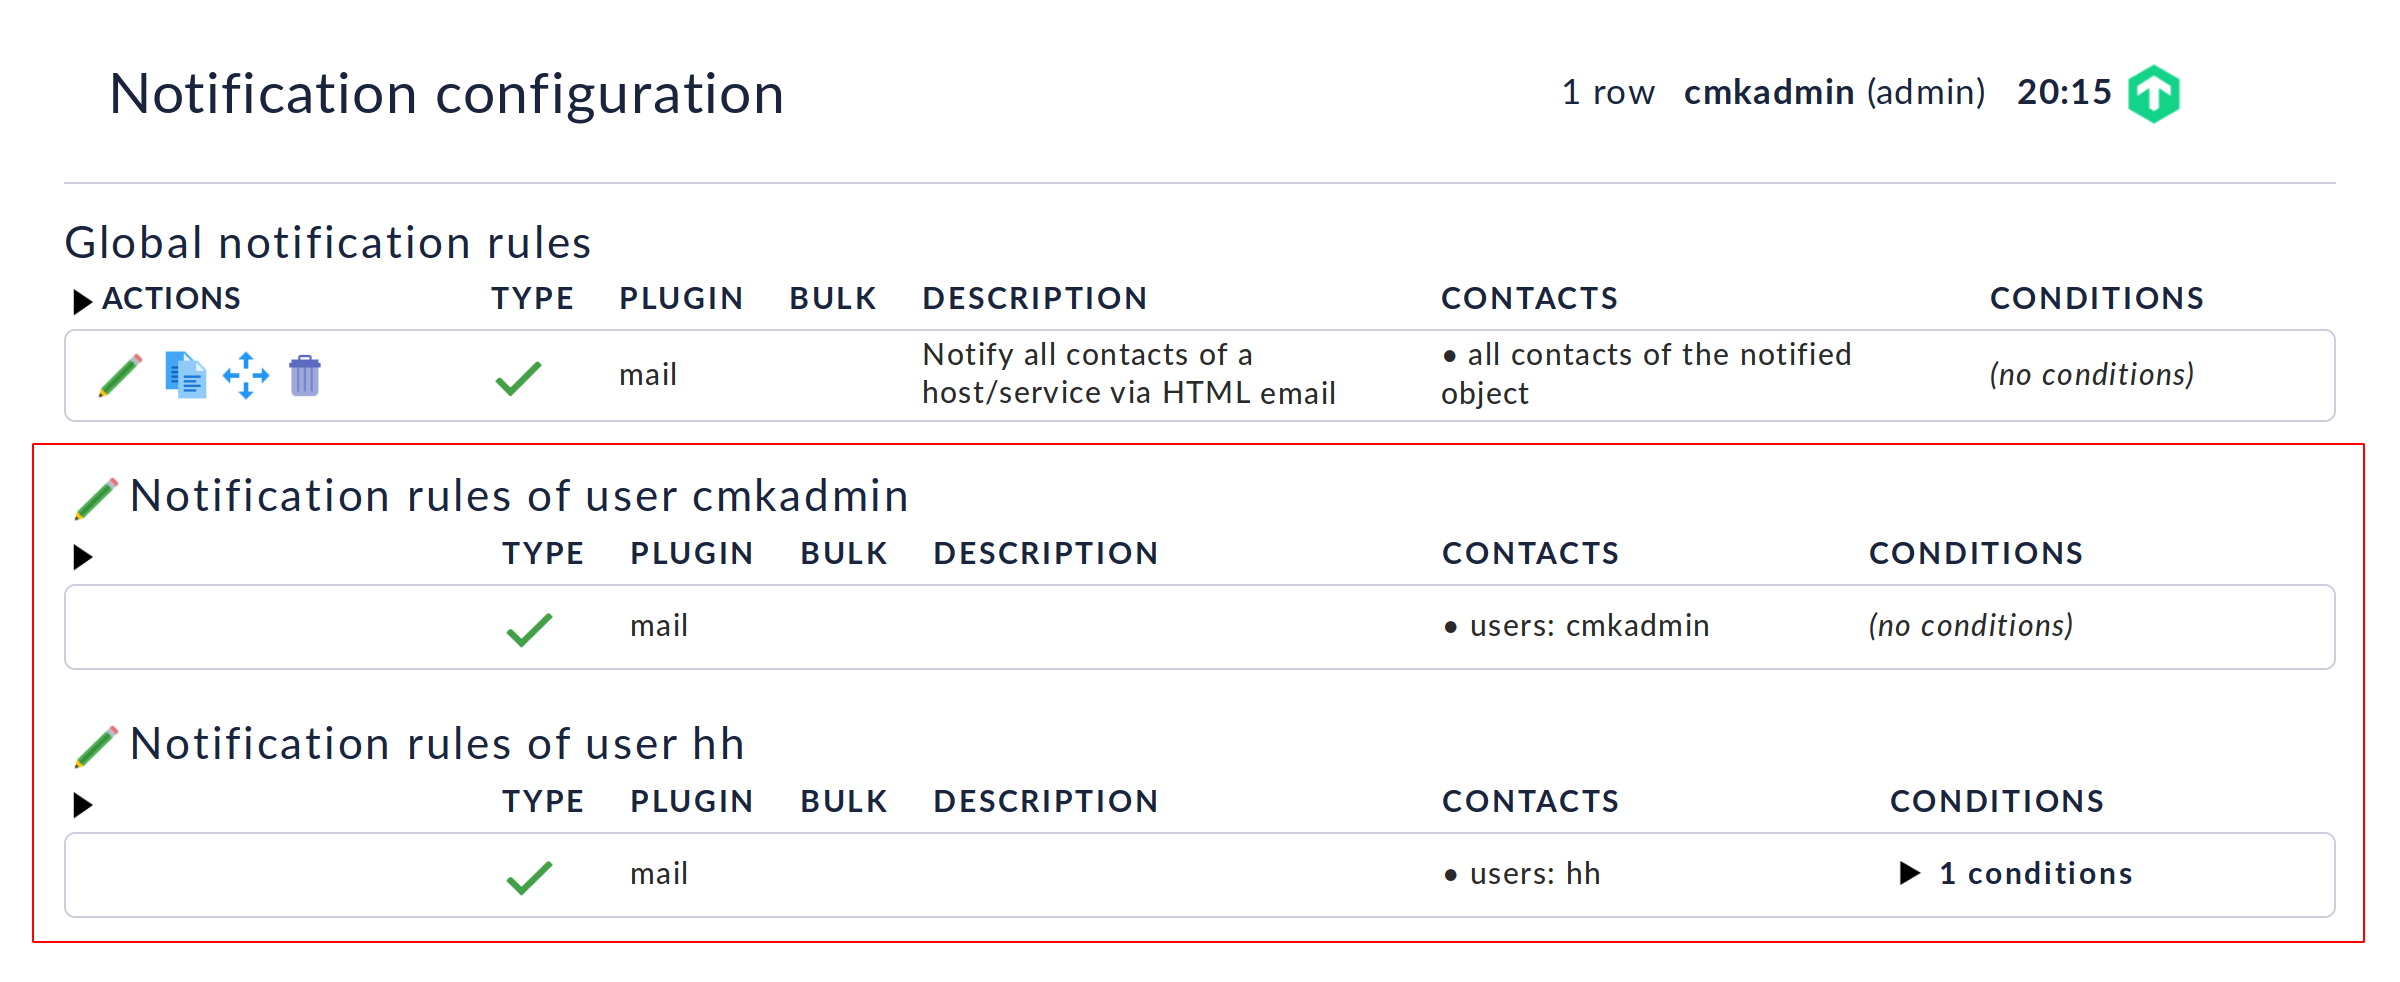 Notification configuration
1 row cmkadmin (admin) 20:15
Global notification rules
ACTIONS TYPE PLUGIN BULK DESCRIPTION CONTACTS CONDITIONS
mail Notify all contacts of a host/service via HTML email • all contacts of the notified object (no conditions)
Notification rules of user cmkadmin
TYPE PLUGIN BULK DESCRIPTION CONTACTS CONDITIONS
mail • users: cmkadmin (no conditions)
Notification rules of user hh
TYPE PLUGIN BULK DESCRIPTION CONTACTS CONDITIONS
mail • users: hh 1 conditions